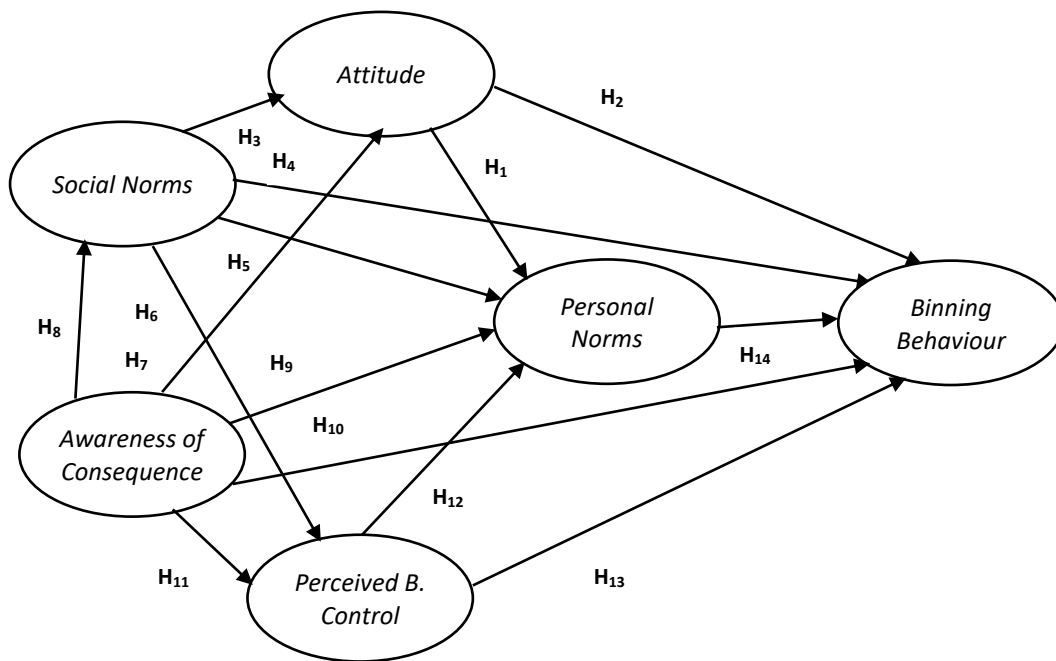 Attitude
H2
H3
H4
H1
Social Norms
H5
Personal
Norms
Binning
Behaviour
H6
H8
H7
H9
H14
Awareness of
Consequence
H10
H12
H11
Perceived B.
Control
H13